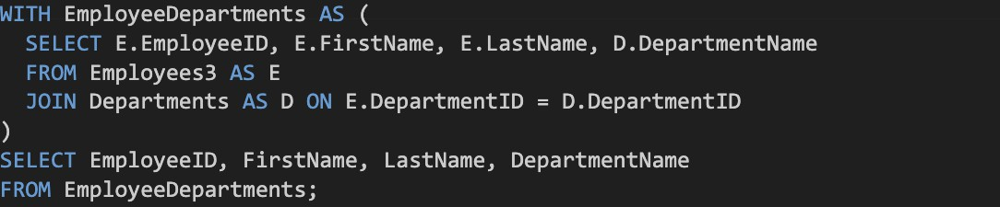 WITH EmployeeDepartments AS (
  SELECT E.EmployeeID, E.FirstName, E.LastName, D.DepartmentName
  FROM Employees3 AS E
  JOIN Departments AS D ON E.DepartmentID = D.DepartmentID
)
SELECT EmployeeID, FirstName, LastName, DepartmentName
FROM EmployeeDepartments;